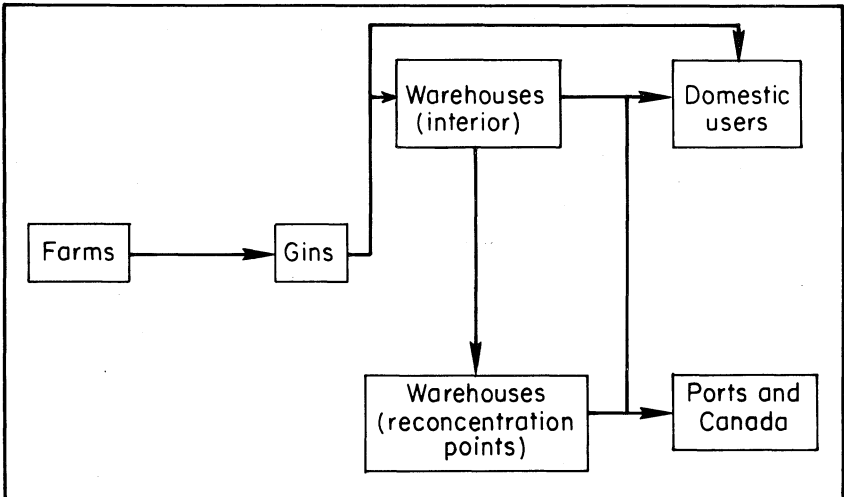 Warehouses
(interior)
Domestic
users
Farms
Gins
Warehouses
(reconcentration
points)
Ports and
Canada